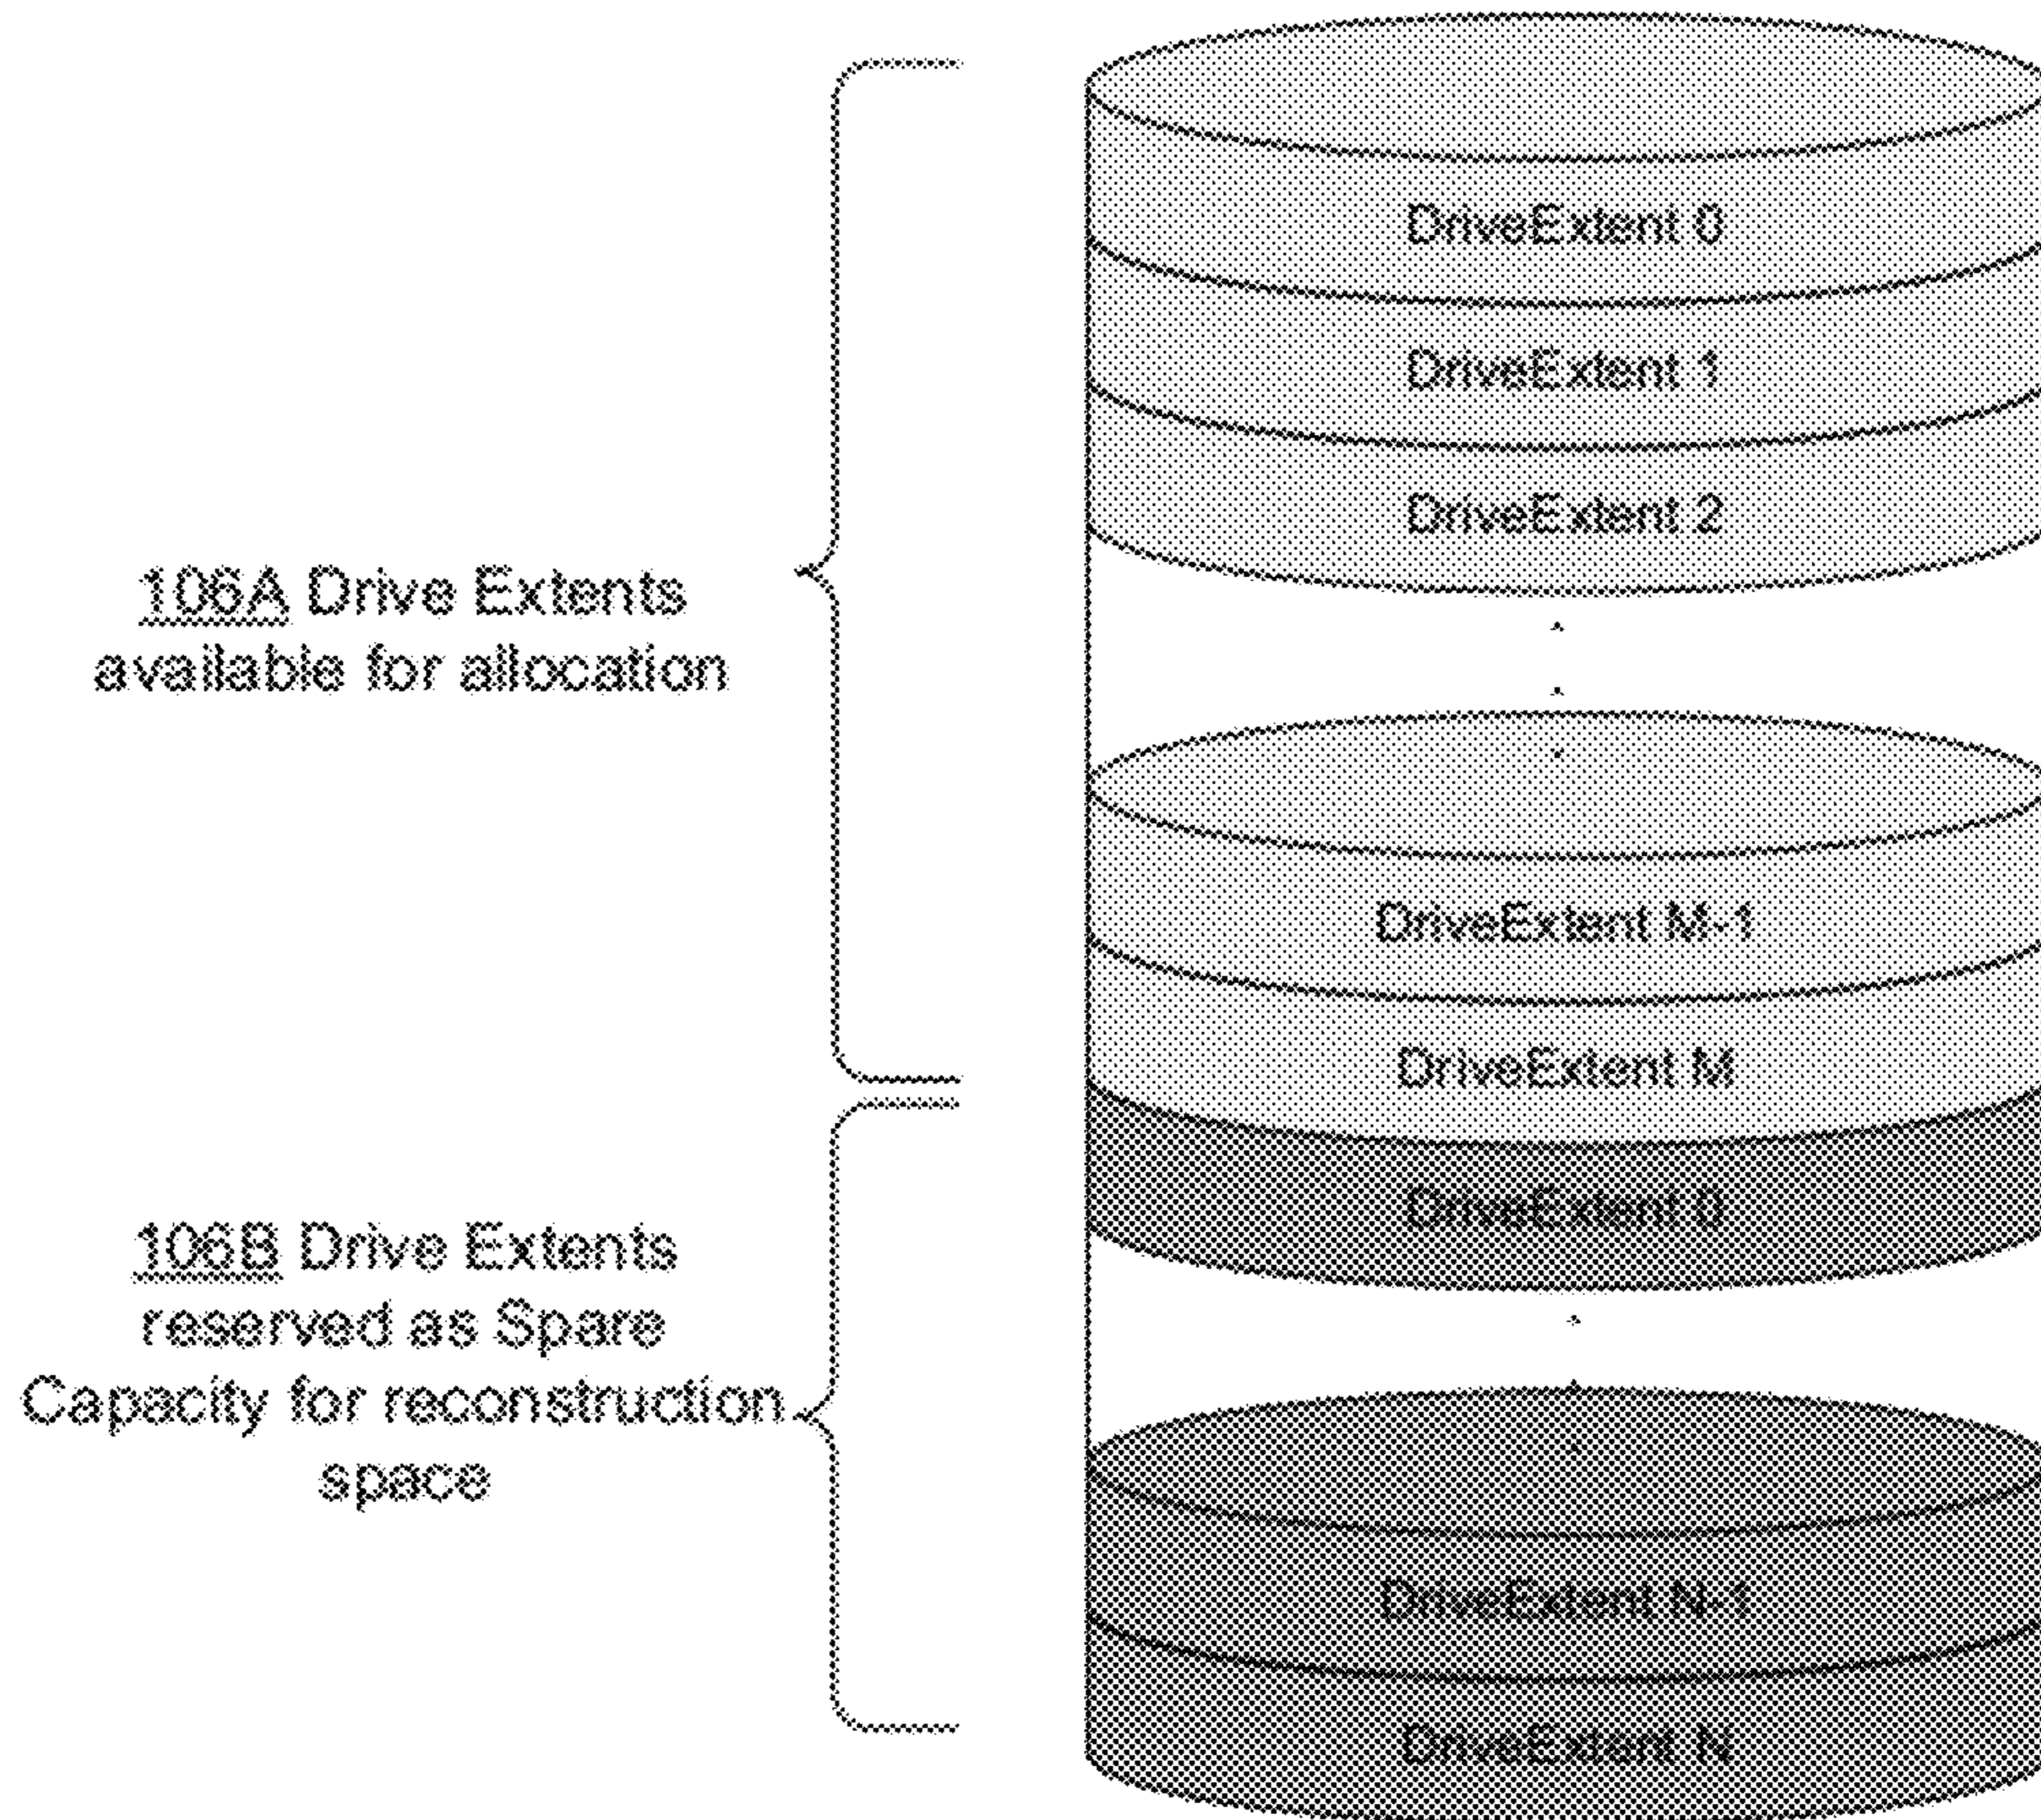 DriveExtent 0
DriveExtent 1
DriveExtent 2
106A Drive Extents
available for allocation
DriveExtent M-1
DriveExtent M
DriveExtent 0
106B Drive Extents
reserved as Spare
Capacity for reconstruction
space
DriveExtent N-1
DriveExtent N